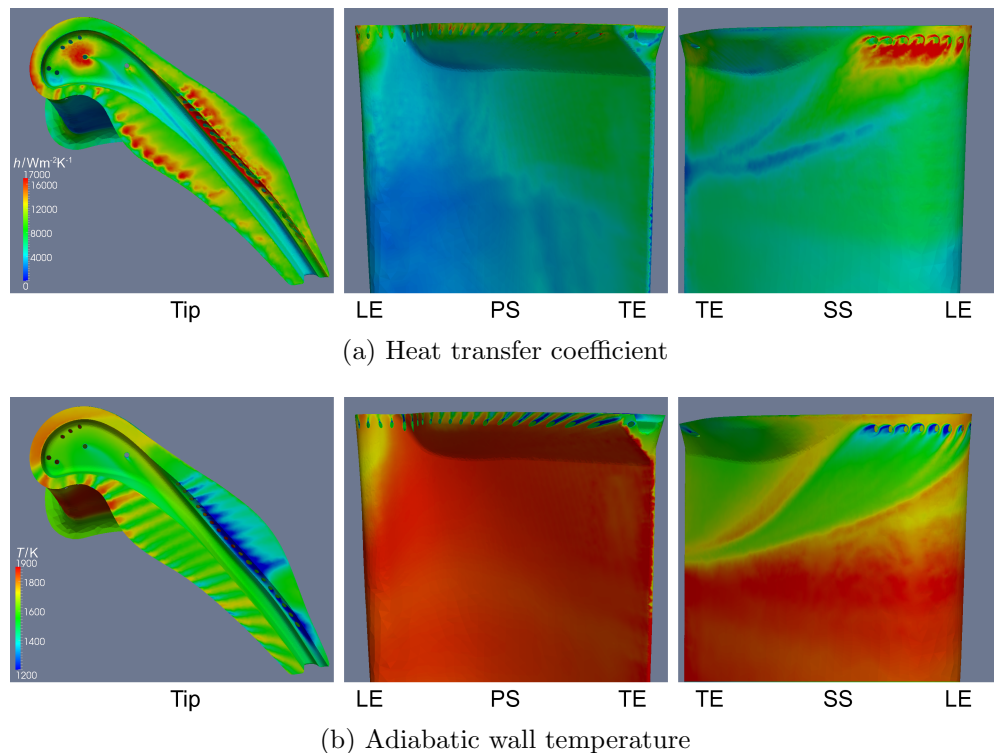 h/Wm⁻²K⁻¹
17000
16000
12000
8000
4000
0
Tip
LE PS TE
TE SS LE
(a) Heat transfer coefficient
T/K
1900
1800
1600
1400
1200
Tip
LE PS TE
TE SS LE
(b) Adiabatic wall temperature